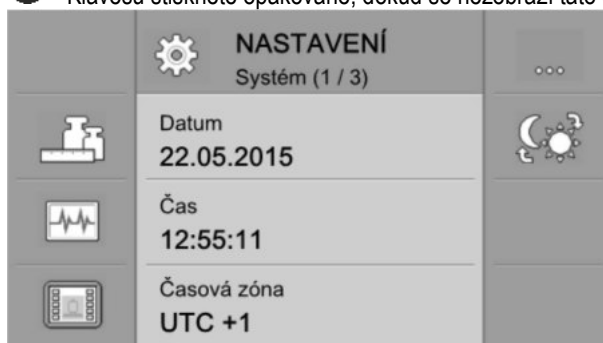 Klávesu stiskněte opakovaně, dokud se nezobrazí tato
NASTAVENÍ
Systém (1 / 3)
Datum
22.05.2015
Čas
12:55:11
Časová zóna
UTC +1